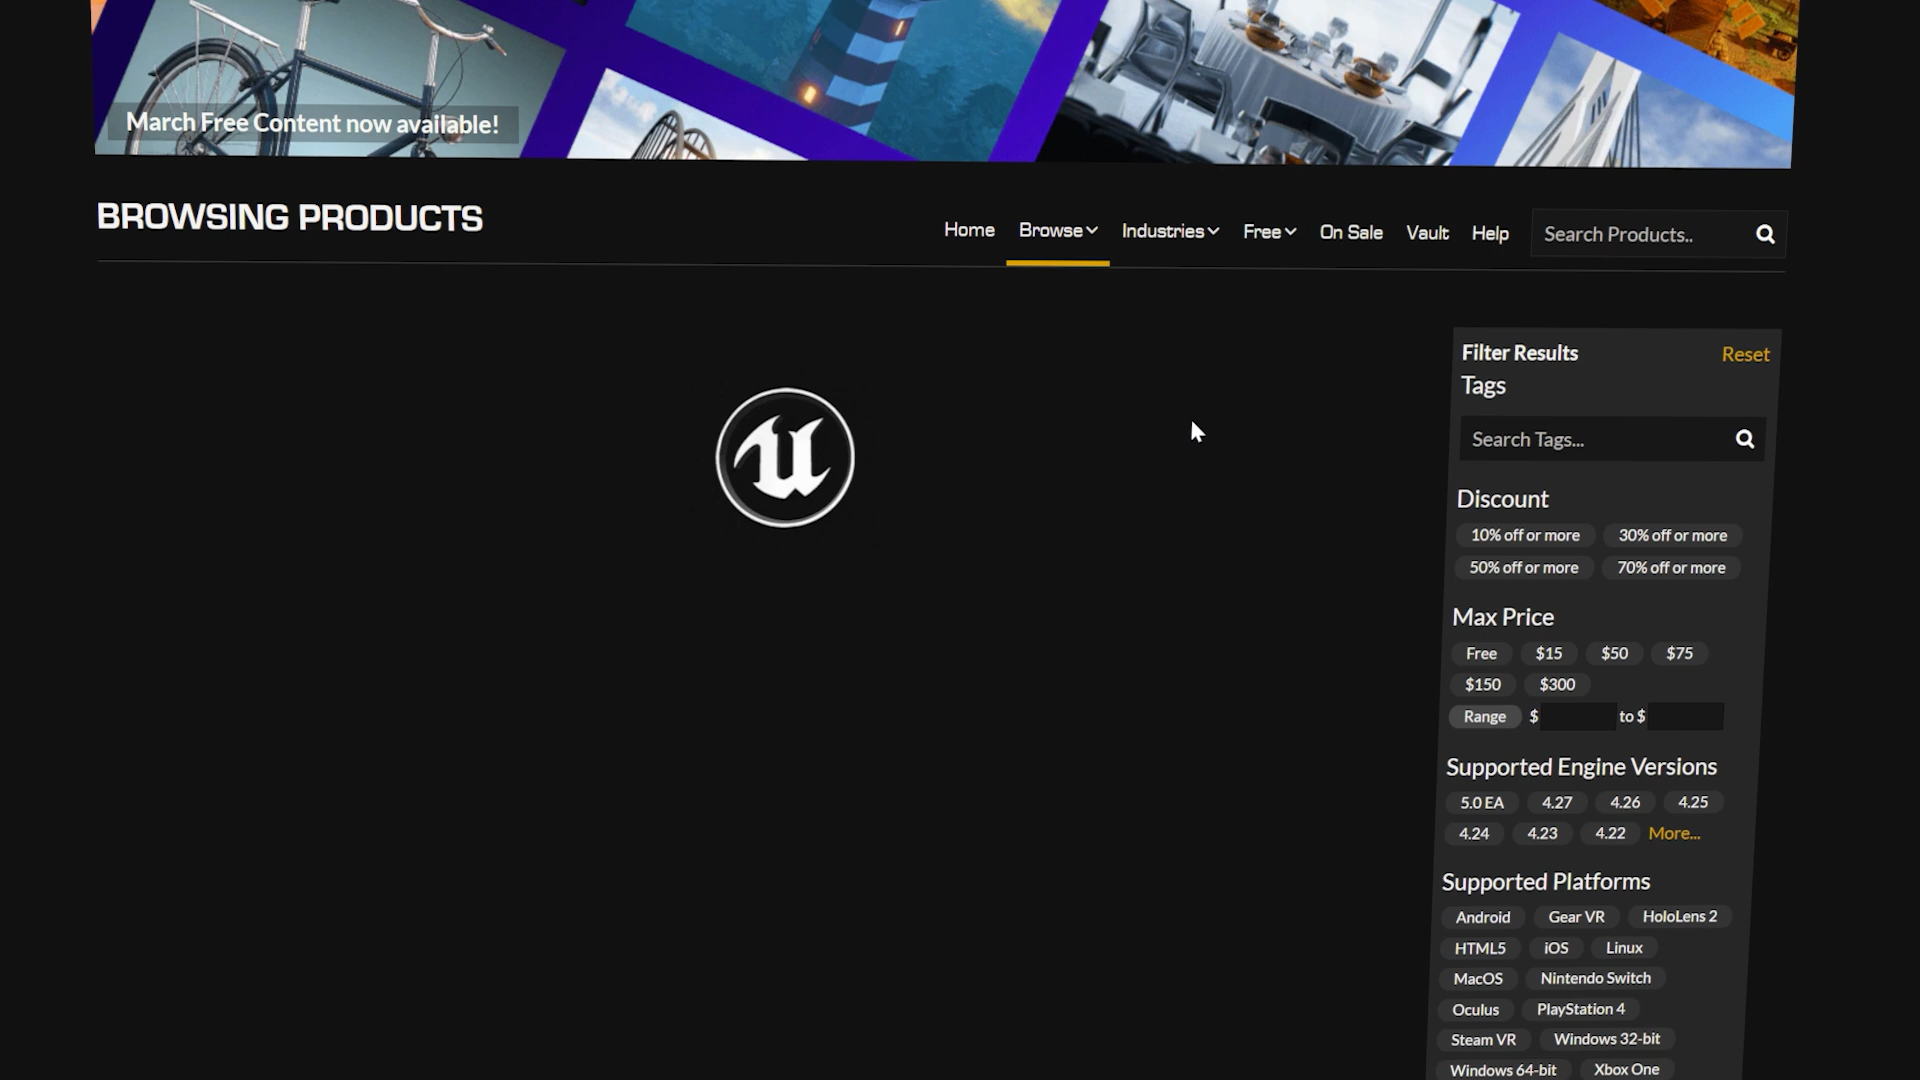 March Free Content now available!
BROWSING PRODUCTS
Home Browse Industries Free On Sale Vault Help Search Products..
Filter Results Reset
Tags
Search Tags...
Discount
10% off or more 30% off or more
50% off or more 70% off or more
Max Price
Free $15 $50 $75
$150 $300
Range $ to $
Supported Engine Versions
5.0 EA 4.27 4.26 4.25
4.24 4.23 4.22 More...
Supported Platforms
Android Gear VR HoloLens 2
HTML5 iOS Linux
MacOS Nintendo Switch
Oculus PlayStation 4
Steam VR Windows 32-bit
Windows 64-bit Xbox One